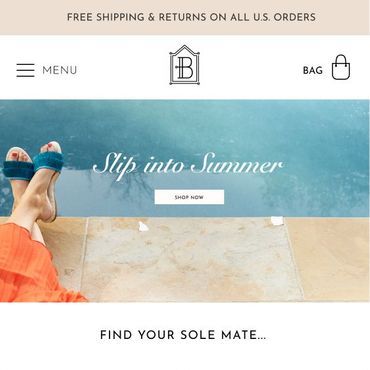 FREE SHIPPING & RETURNS ON ALL U.S. ORDERS
MENU
B
BAG
Slip into Summer
SHOP NOW
FIND YOUR SOLE MATE...